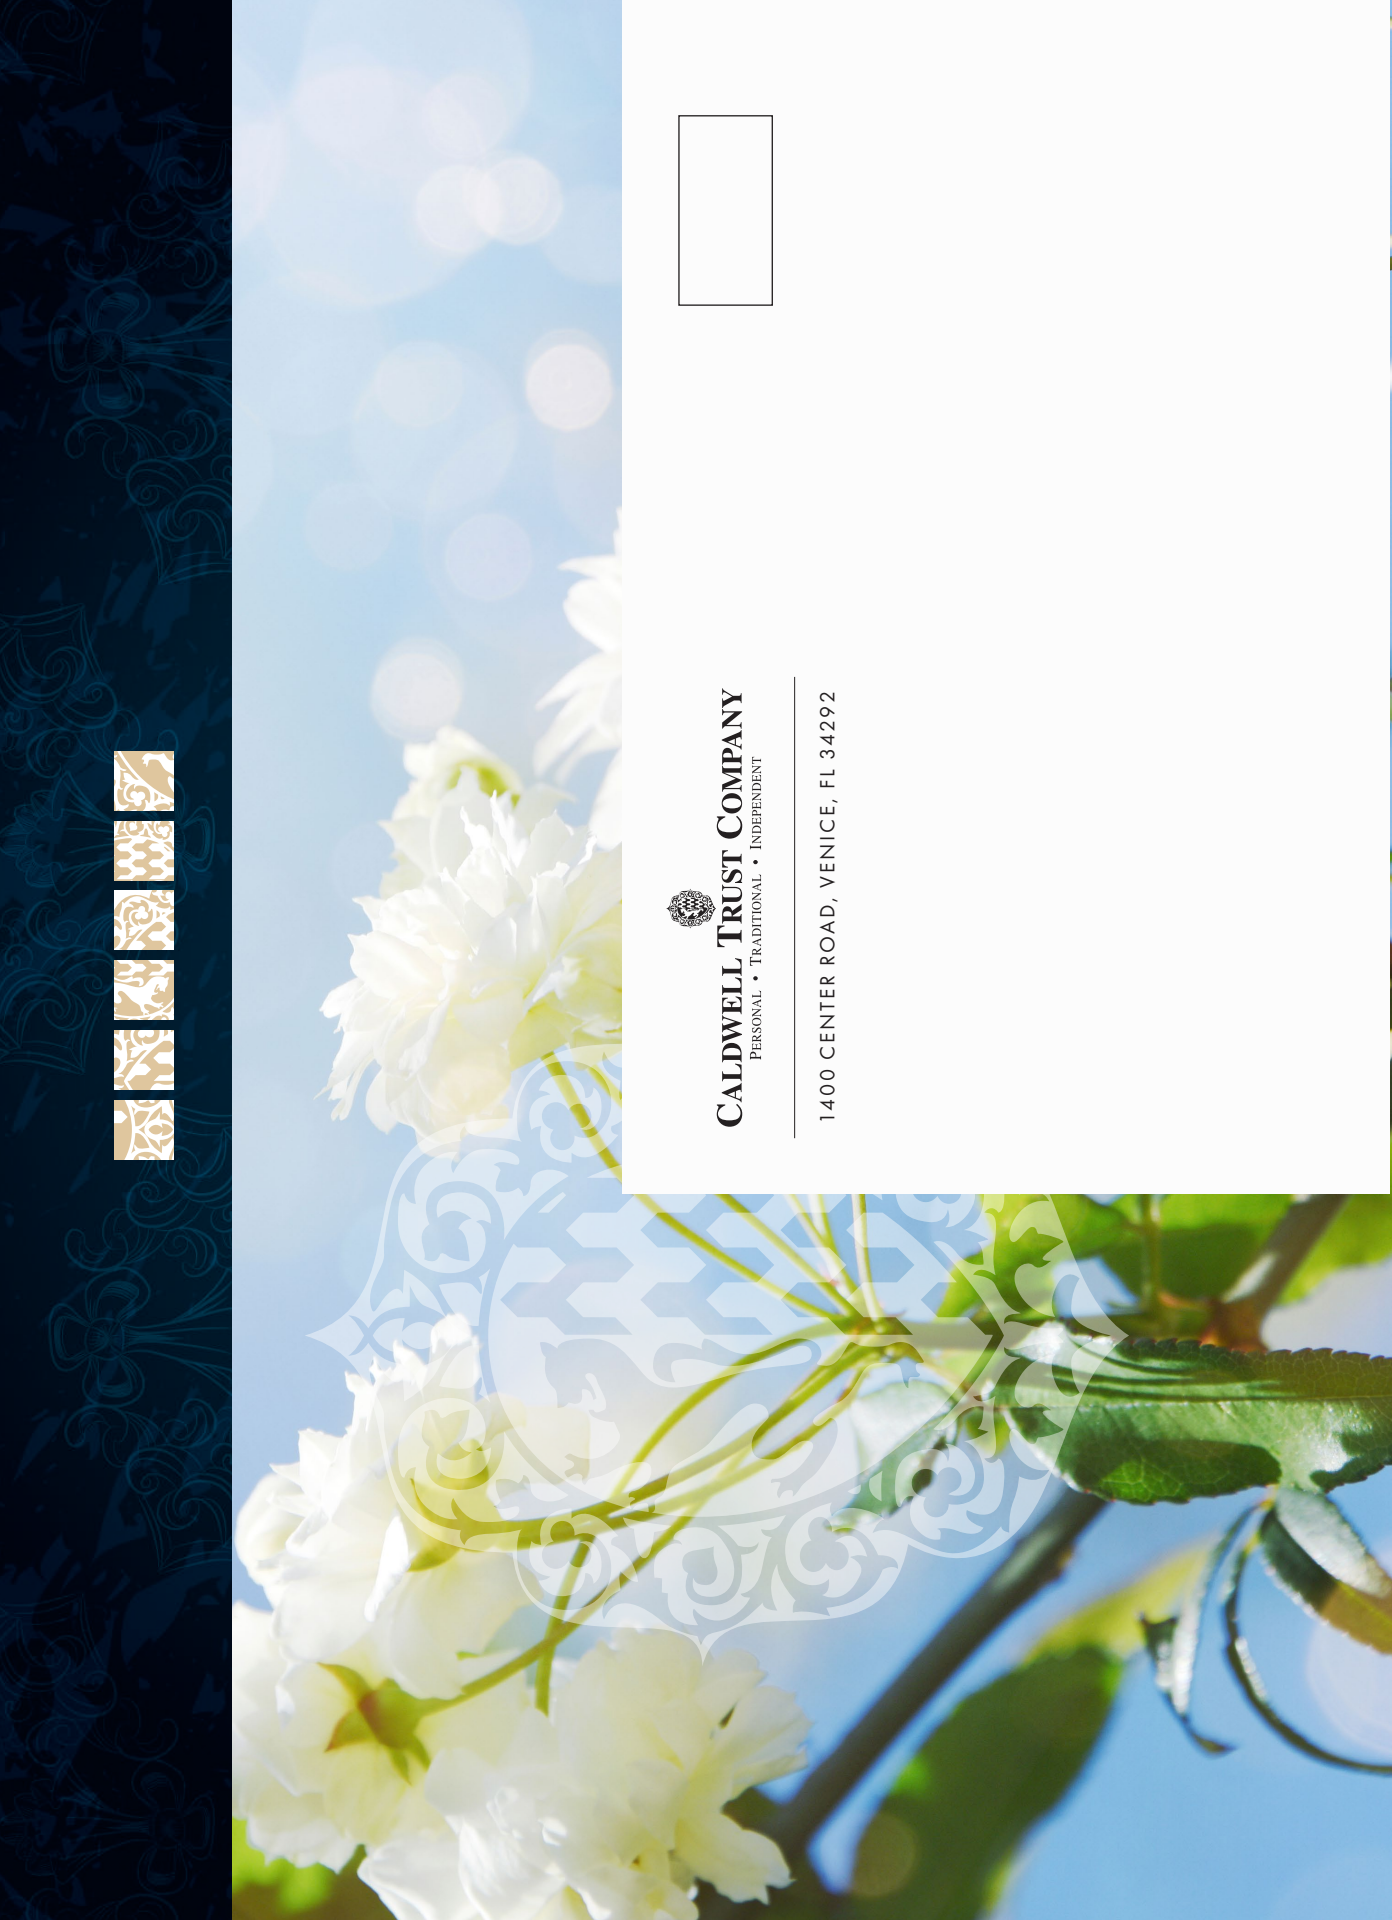 CALDWELL TRUST COMPANY
PERSONAL • TRADITIONAL • INDEPENDENT
1400 CENTER ROAD, VENICE, FL 34292